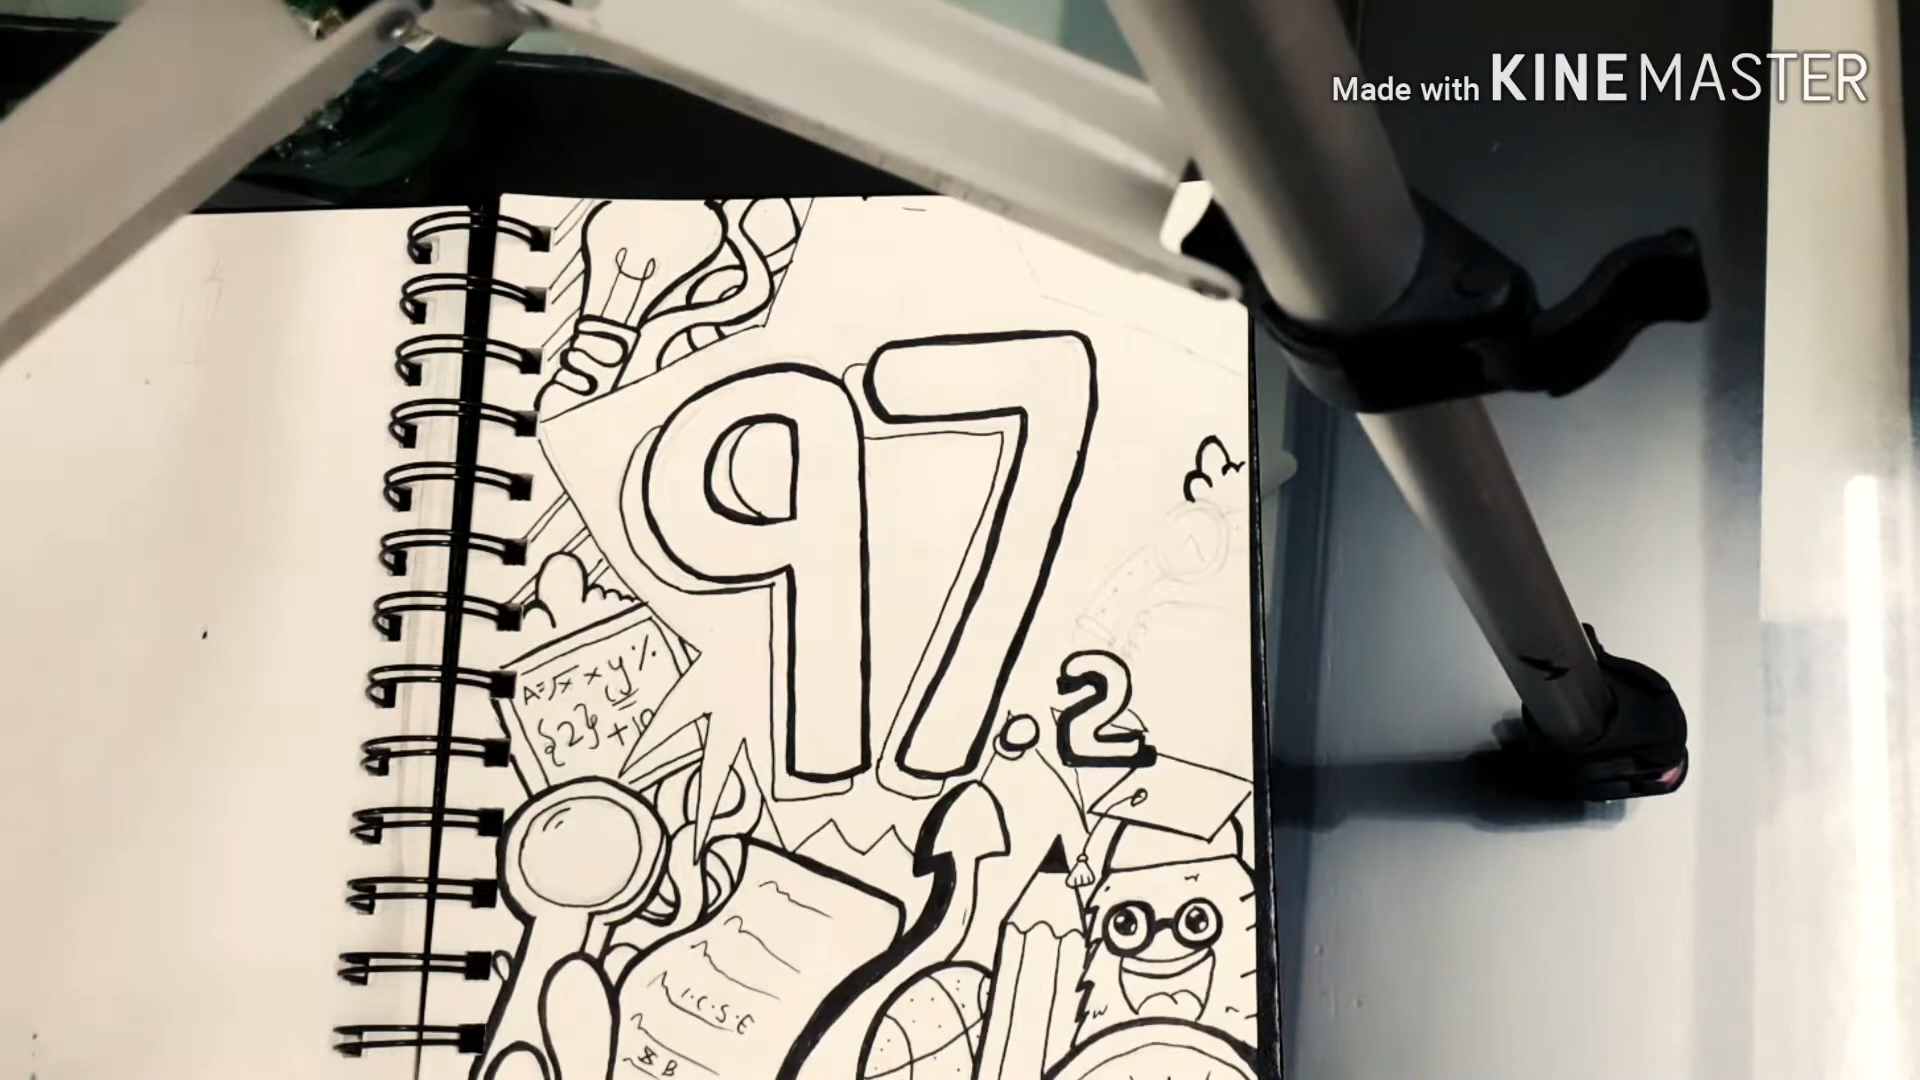 Made with KINEMASTER
97.2
A=√x × y %
{2} + 10
I.C.S.E